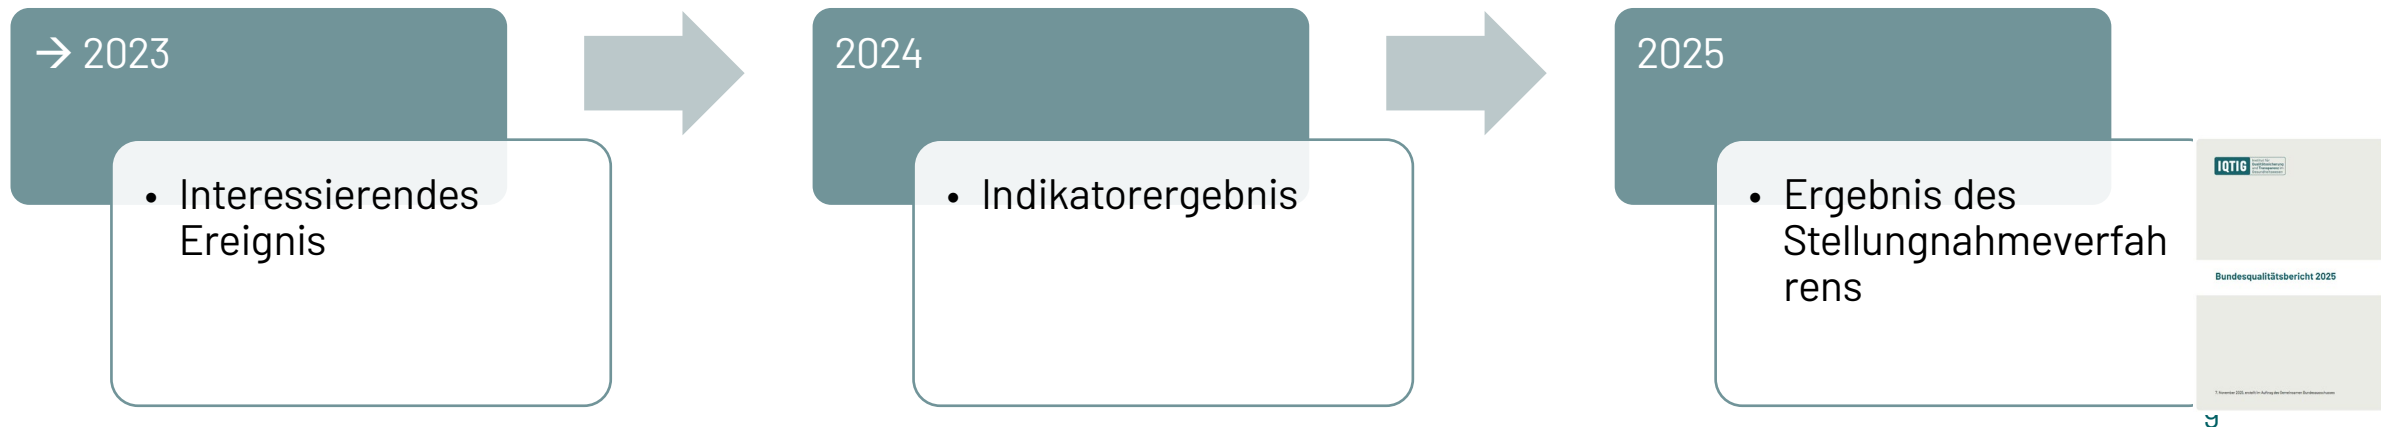 → 2023
• Interessierendes
Ereignis
2024
• Indikatorergebnis
2025
• Ergebnis des
Stellungnahmeverfah
rens
IQTIG
Bundesqualitätsbericht 2025
9